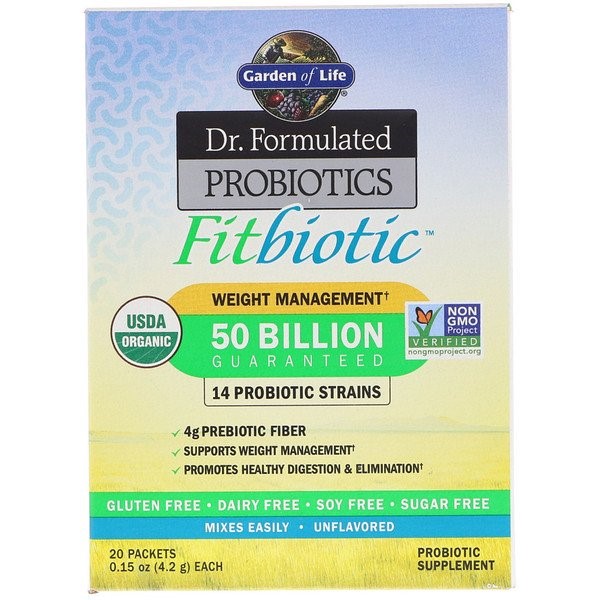 Garden of Life®
Dr. Formulated
PROBIOTICS
Fitbiotic™
WEIGHT MANAGEMENT†
USDA
ORGANIC
50 BILLION
GUARANTEED
NON
GMO
Project
VERIFIED
nongmoproject.org
14 PROBIOTIC STRAINS
✓ 4g PREBIOTIC FIBER
✓ SUPPORTS WEIGHT MANAGEMENT†
✓ PROMOTES HEALTHY DIGESTION & ELIMINATION†
GLUTEN FREE • DAIRY FREE • SOY FREE • SUGAR FREE
MIXES EASILY • UNFLAVORED
20 PACKETS
0.15 oz (4.2 g) EACH
PROBIOTIC
SUPPLEMENT